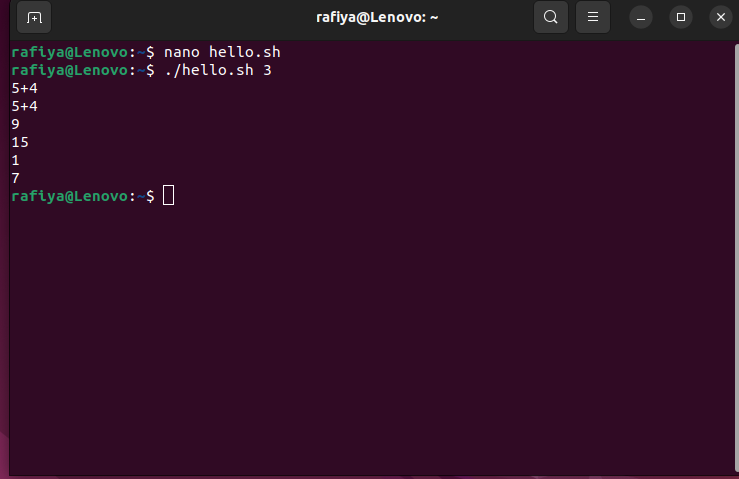 rafiya@Lenovo: ~
rafiya@Lenovo:~$ nano hello.sh
rafiya@Lenovo:~$ ./hello.sh 3
5+4
5+4
9
15
1
7
rafiya@Lenovo:~$